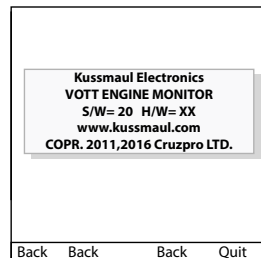 Kussmaul Electronics
VOTT ENGINE MONITOR
S/W= 20 H/W= XX
www.kussmaul.com
COPR. 2011,2016 Cruzpro LTD.
Back Back Back Quit